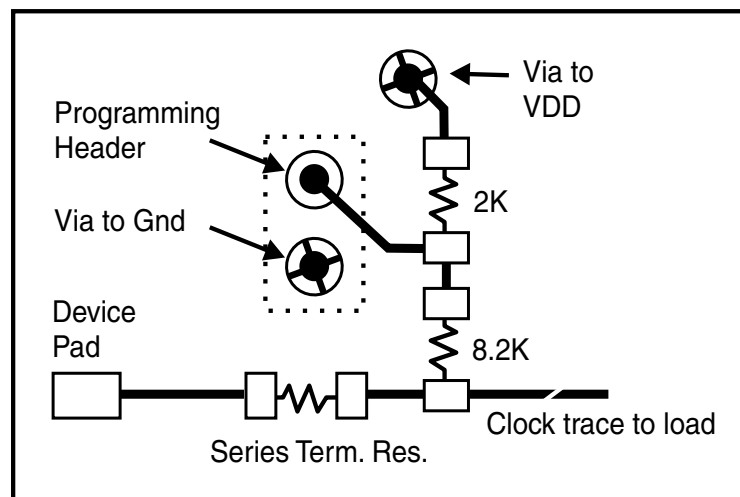 Via to
VDD
Programming
Header
2K
Via to Gnd
Device
Pad
8.2K
Clock trace to load
Series Term. Res.